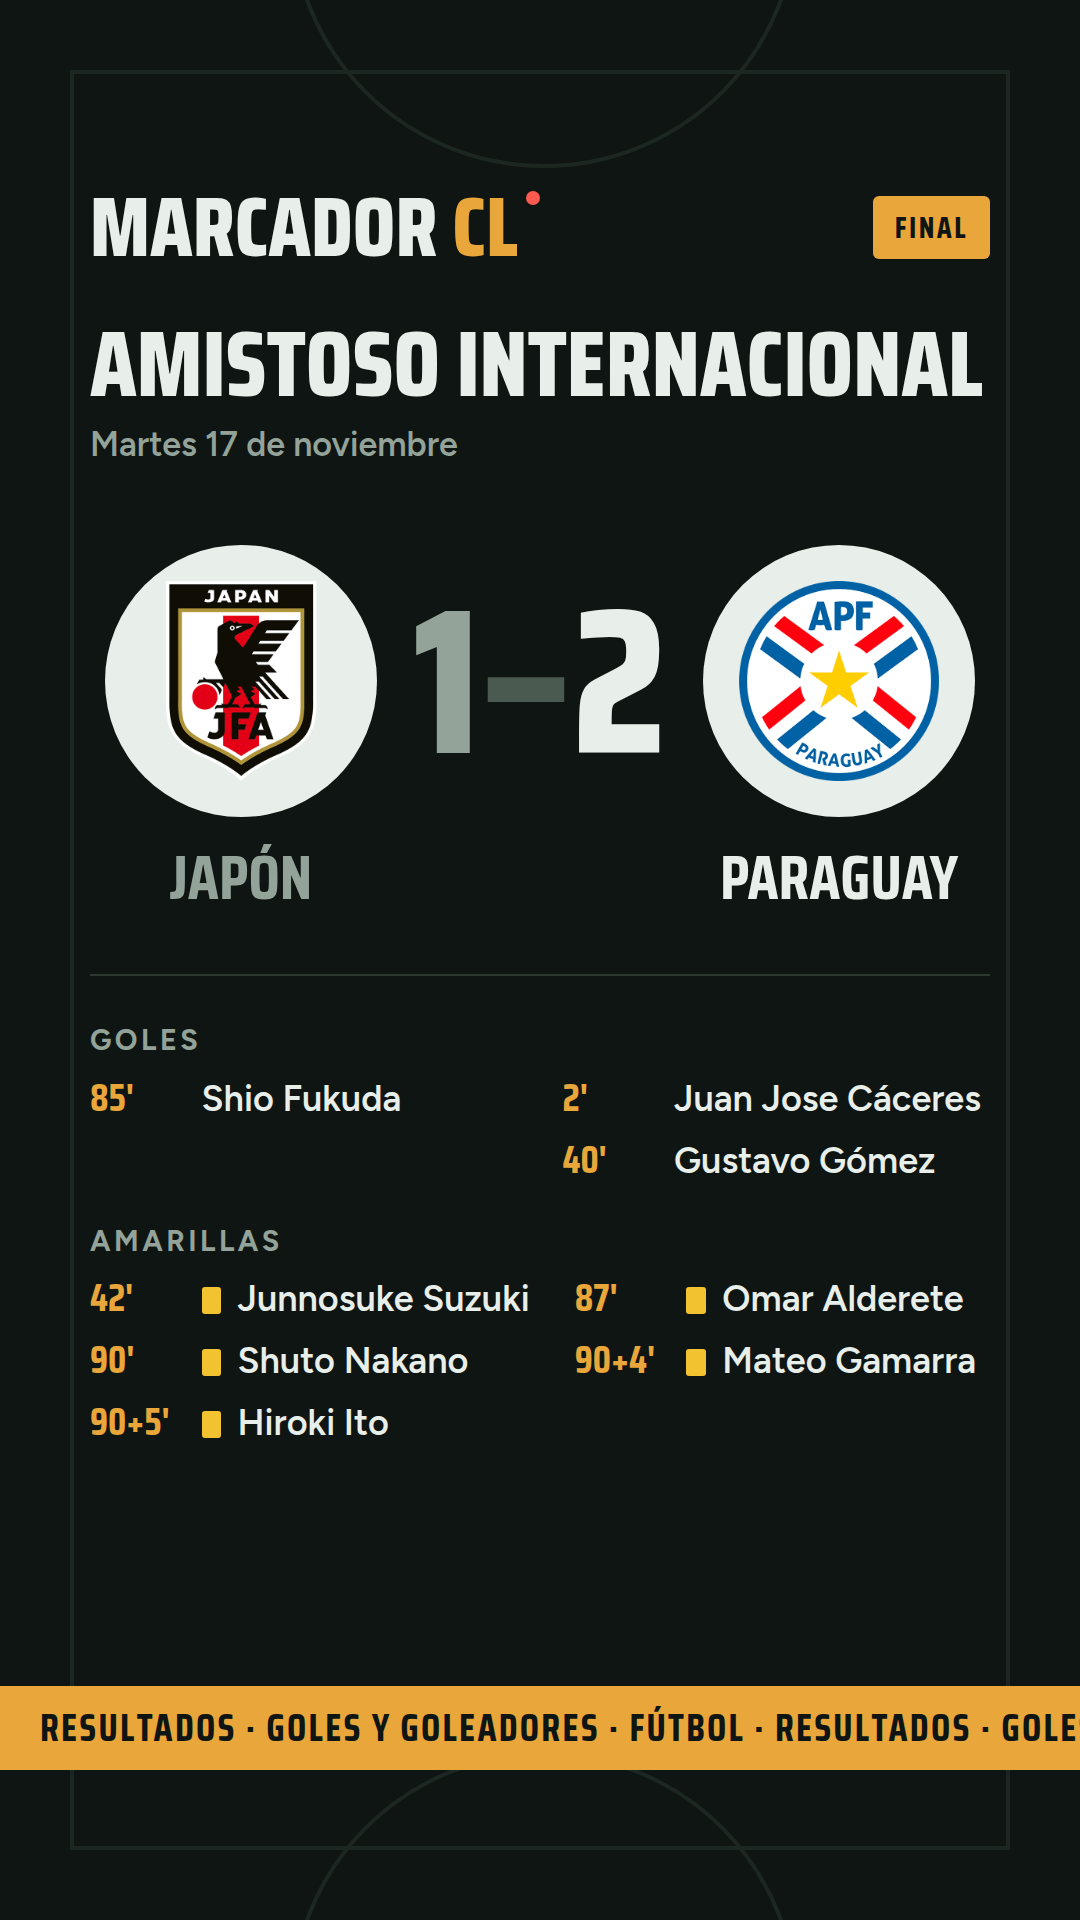 MARCADOR CL
FINAL
AMISTOSO INTERNACIONAL
Martes 17 de noviembre
JAPAN
JFA
1-2
APF
PARAGUAY
JAPÓN
PARAGUAY
GOLES
85' Shio Fukuda
2' Juan Jose Cáceres
40' Gustavo Gómez
AMARILLAS
42' Junnosuke Suzuki
87' Omar Alderete
90' Shuto Nakano
90+4' Mateo Gamarra
90+5' Hiroki Ito
RESULTADOS · GOLES Y GOLEADORES · FÚTBOL · RESULTADOS · GOLES